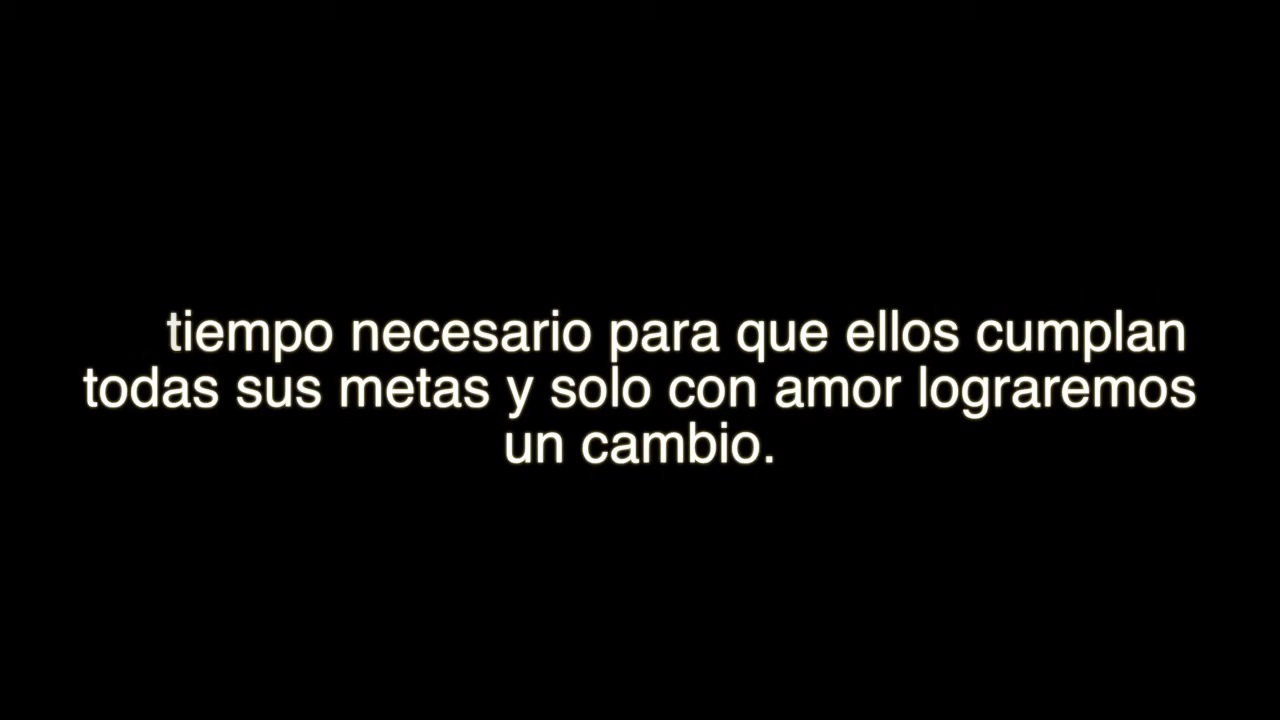 tiempo necesario para que ellos cumplan
todas sus metas y solo con amor lograremos
un cambio.